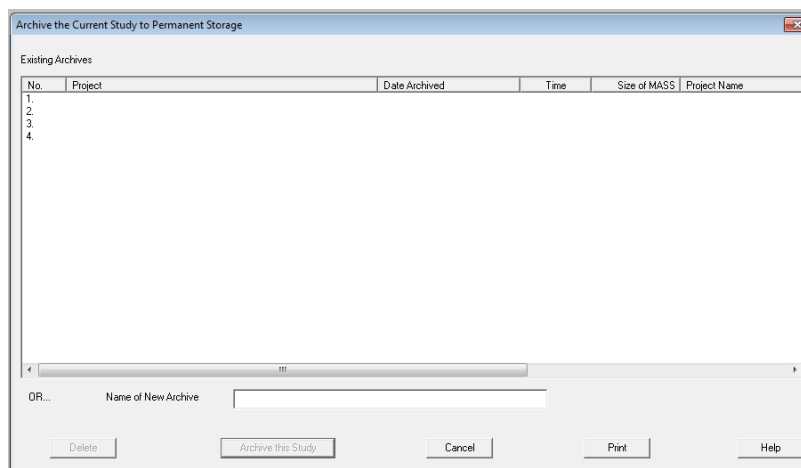 Archive the Current Study to Permanent Storage
Existing Archives
No. Project Date Archived Time Size of MASS Project Name
1.
2.
3.
4.
OR... Name of New Archive
Delete Archive this Study Cancel Print Help